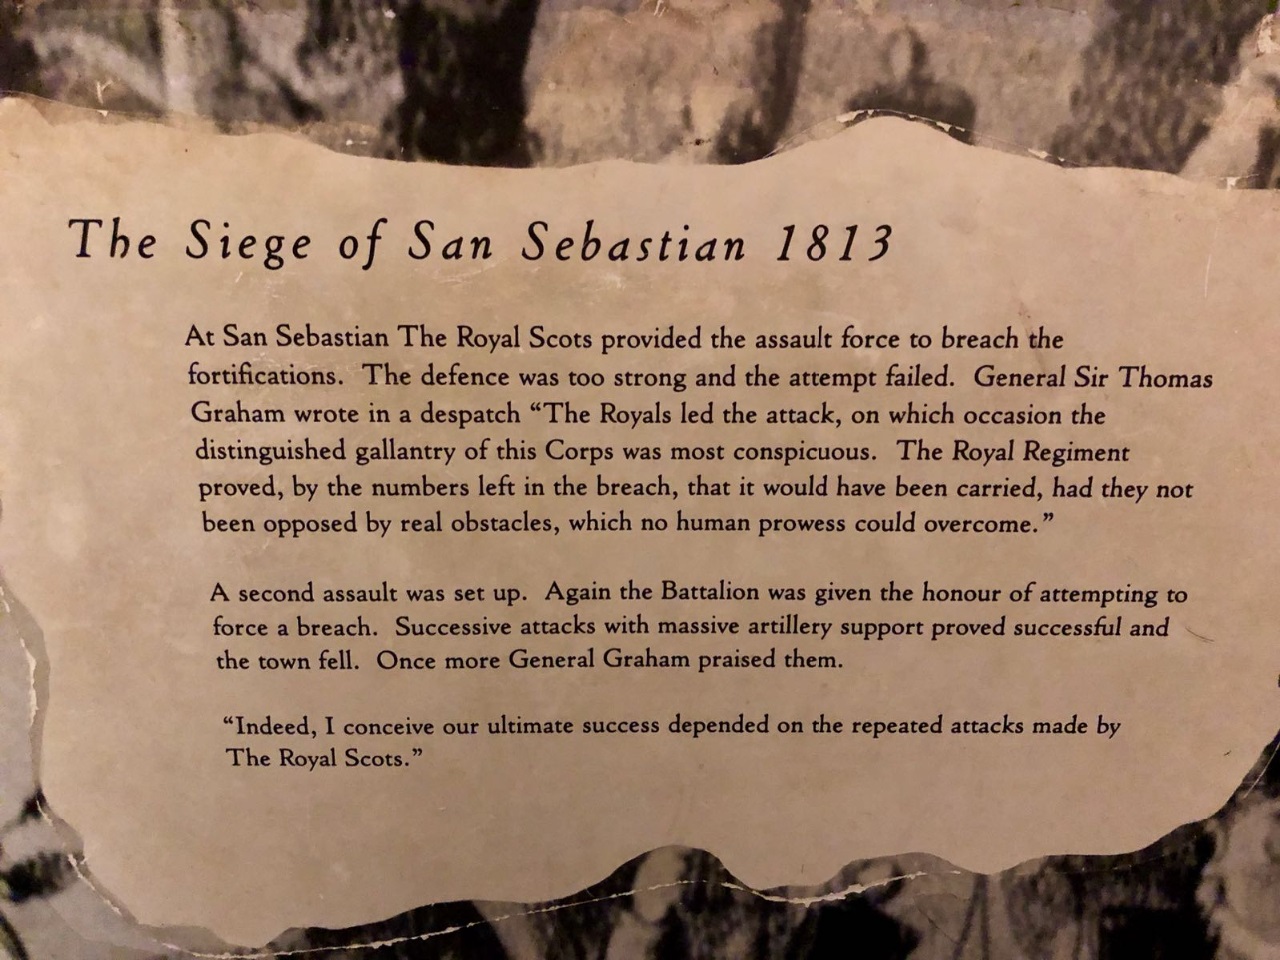 The Siege of San Sebastian 1813
At San Sebastian The Royal Scots provided the assault force to breach the
fortifications. The defence was too strong and the attempt failed. General Sir Thomas
Graham wrote in a despatch “The Royals led the attack, on which occasion the
distinguished gallantry of this Corps was most conspicuous. The Royal Regiment
proved, by the numbers left in the breach, that it would have been carried, had they not
been opposed by real obstacles, which no human prowess could overcome.”
A second assault was set up. Again the Battalion was given the honour of attempting to
force a breach. Successive attacks with massive artillery support proved successful and
the town fell. Once more General Graham praised them.
“Indeed, I conceive our ultimate success depended on the repeated attacks made by
The Royal Scots.”